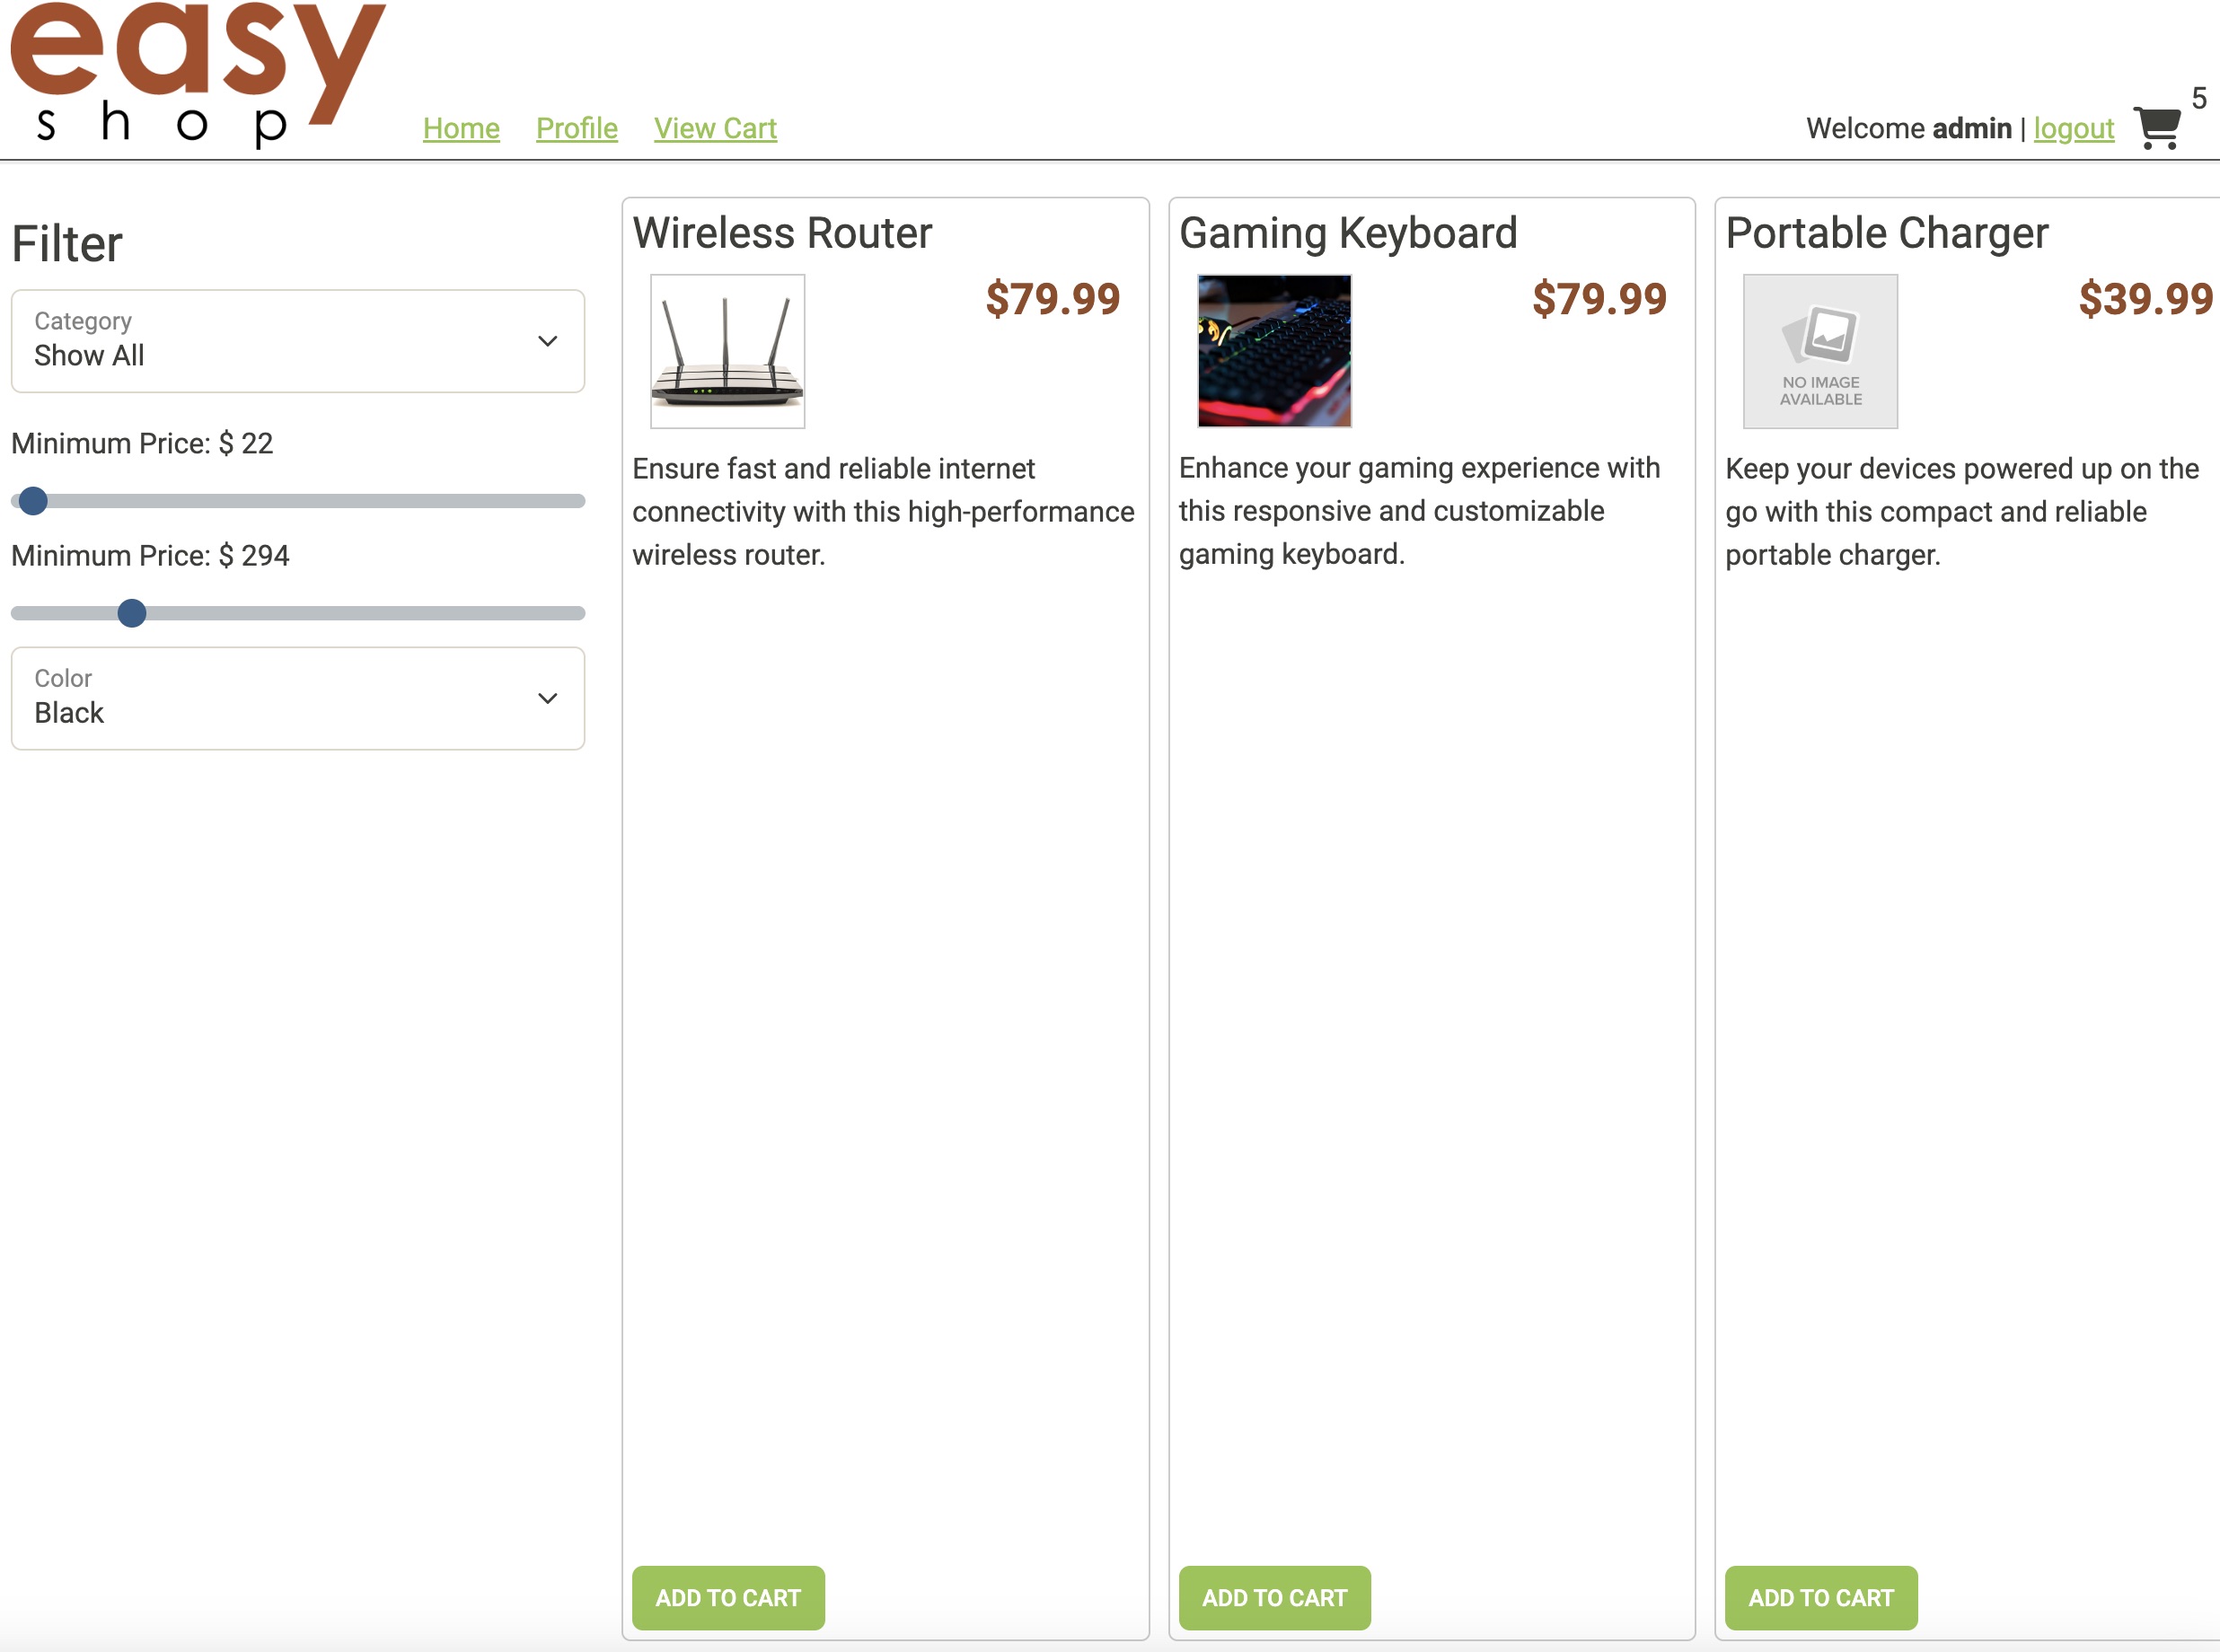 easy
shop
Home Profile View Cart
Welcome admin | logout
5
Filter
Category
Show All
Minimum Price: $ 22
Minimum Price: $ 294
Color
Black
Wireless Router
$79.99
Ensure fast and reliable internet
connectivity with this high-performance
wireless router.
ADD TO CART
Gaming Keyboard
$79.99
Enhance your gaming experience with
this responsive and customizable
gaming keyboard.
ADD TO CART
Portable Charger
$39.99
NO IMAGE
AVAILABLE
Keep your devices powered up on the
go with this compact and reliable
portable charger.
ADD TO CART